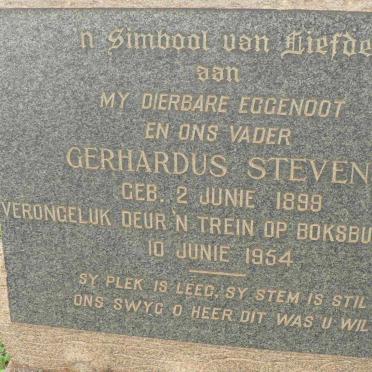 'n Simbool van Liefde
aan
MY DIERBARE EGGENOOT
EN ONS VADER
GERHARDUS STEVEN
GEB. 2 JUNIE 1899
VERONGELUK DEUR 'N TREIN OP BOKSBU
10 JUNIE 1954
SY PLEK IS LEEG, SY STEM IS STIL
ONS SWYG O HEER DIT WAS U WIL